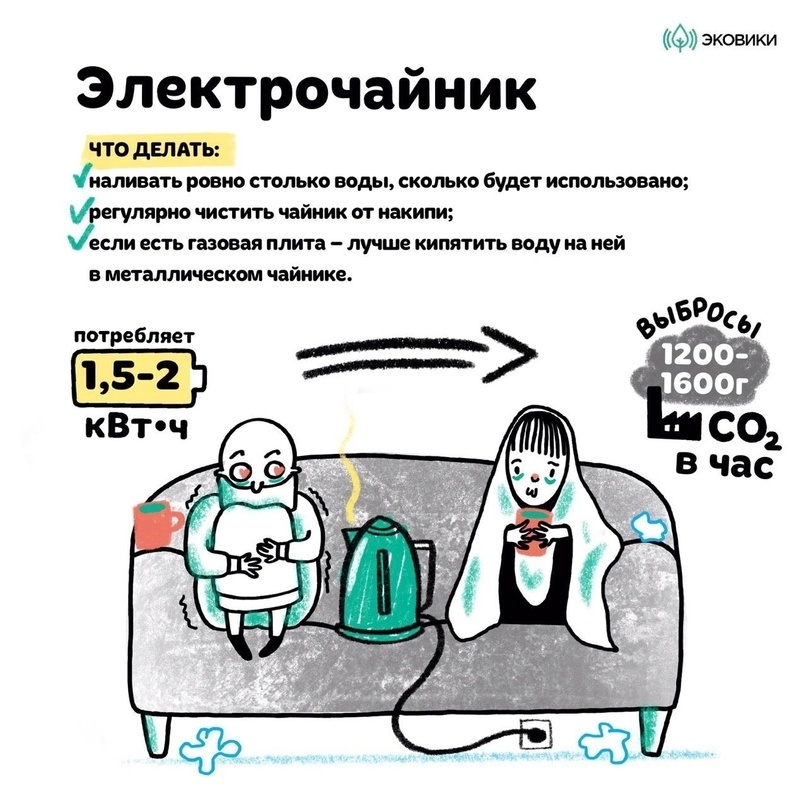 ЭКОВИКИ
Электрочайник
ЧТО ДЕЛАТЬ:
наливать ровно столько воды, сколько будет использовано;
регулярно чистить чайник от накипи;
если есть газовая плита – лучше кипятить воду на ней
в металлическом чайнике.
потребляет
1,5-2
кВт•ч
ВЫБРОСЫ
1200-
1600г
CO₂
в час